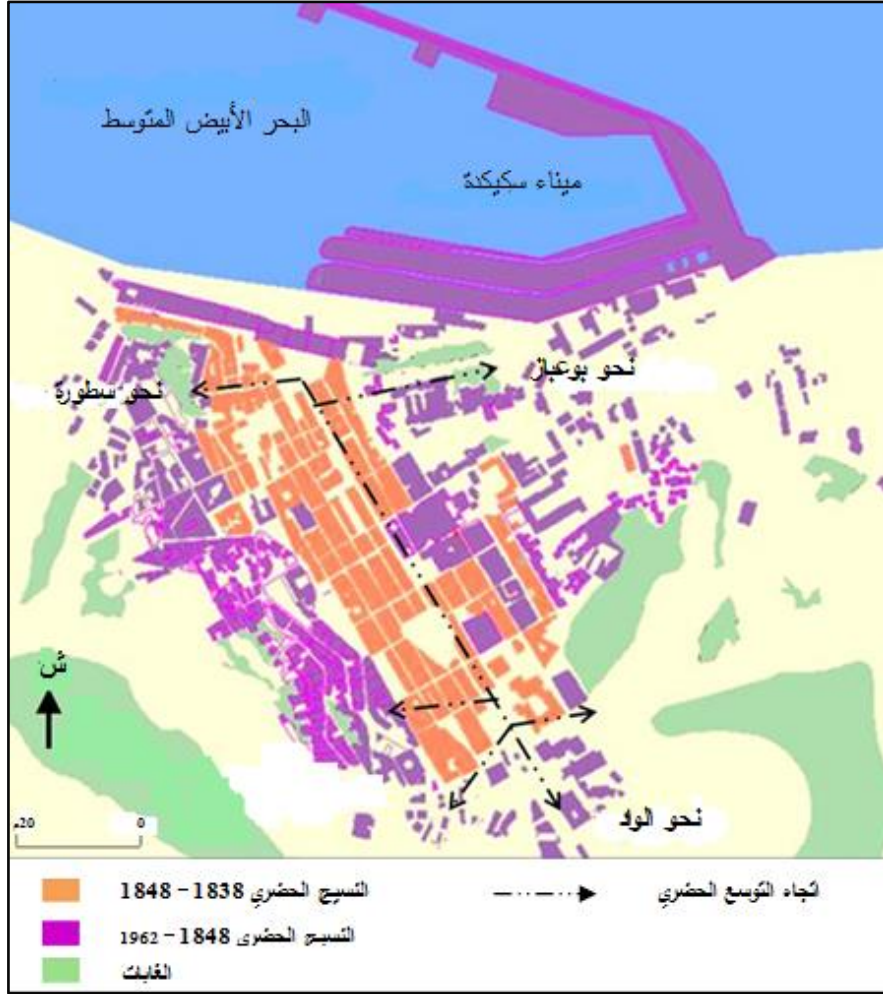 البحر الأبيض المتوسط
ميناء سكيكدة
نحو بوعباز
نحو سطورة
ش
نحو الواد
20م 0
النسيج الحضري 1838 – 1848
اتجاه التوسع الحضري
النسيج الحضري 1848 – 1962
الغابات